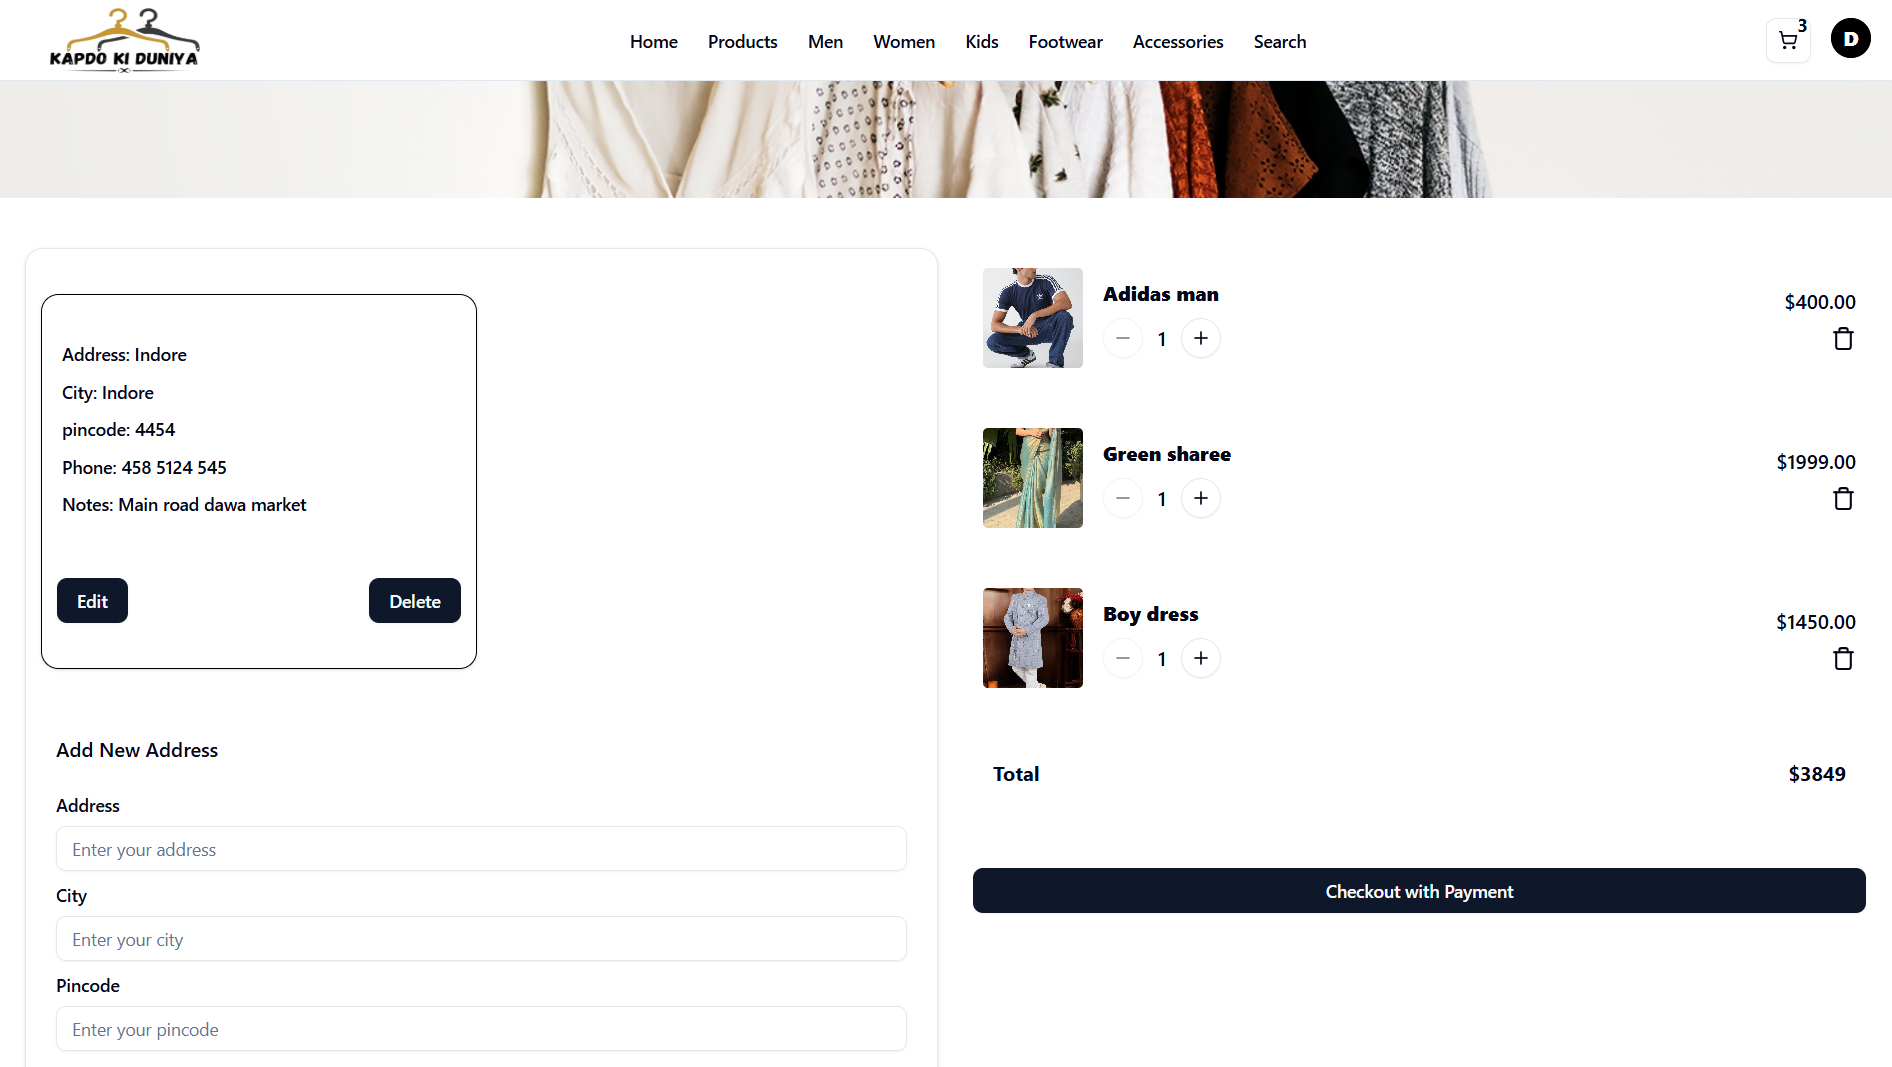 KAPDO KI DUNIYA
Home Products Men Women Kids Footwear Accessories Search
3
D
Address: Indore
City: Indore
pincode: 4454
Phone: 458 5124 545
Notes: Main road dawa market
Edit Delete
Add New Address
Address
Enter your address
City
Enter your city
Pincode
Enter your pincode
Adidas man
$400.00
1
Green sharee
$1999.00
1
Boy dress
$1450.00
1
Total $3849
Checkout with Payment